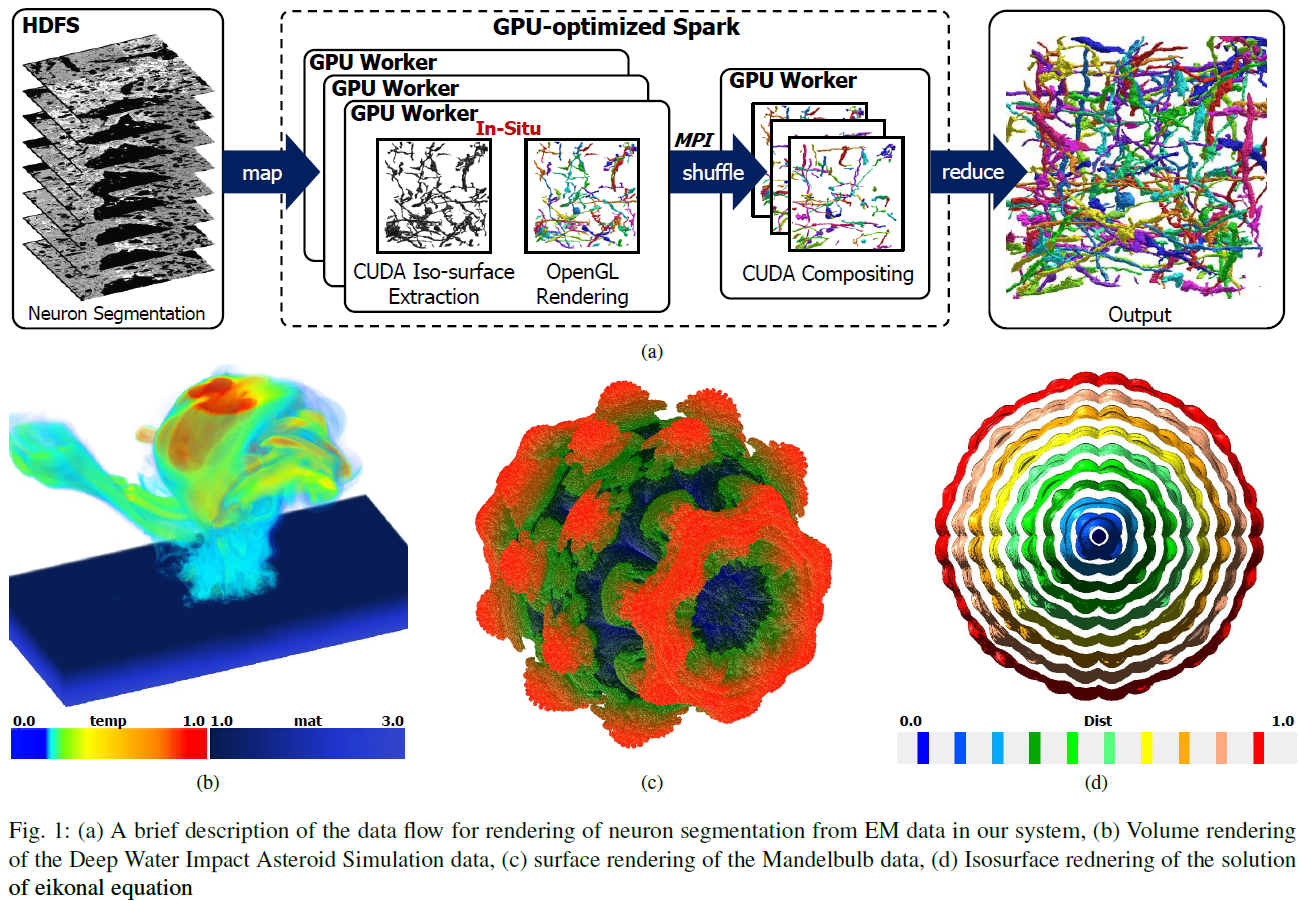 HDFS
Neuron Segmentation
map
GPU-optimized Spark
GPU Worker
GPU Worker
GPU Worker
In-Situ
CUDA Iso-surface
Extraction
OpenGL
Rendering
MPI
shuffle
GPU Worker
CUDA Compositing
reduce
Output
(a)
0.0 temp 1.0 1.0 mat 3.0
(b)
(c)
0.0 Dist 1.0
(d)
Fig. 1: (a) A brief description of the data flow for rendering of neuron segmentation from EM data in our system, (b) Volume rendering
of the Deep Water Impact Asteroid Simulation data, (c) surface rendering of the Mandelbulb data, (d) Isosurface rednering of the solution
of eikonal equation